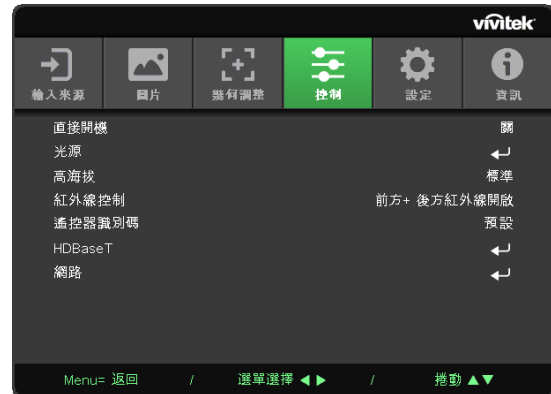 vivitek
輸入來源 圖片 幾何調整 控制 設定 資訊
直接開機 關
光源
高海拔 標準
紅外線控制 前方+ 後方紅外線開啟
遙控器識別碼 預設
HDBaseT
網路
Menu= 返回 / 選單選擇 ◀ ▶ / 捲動 ▲▼